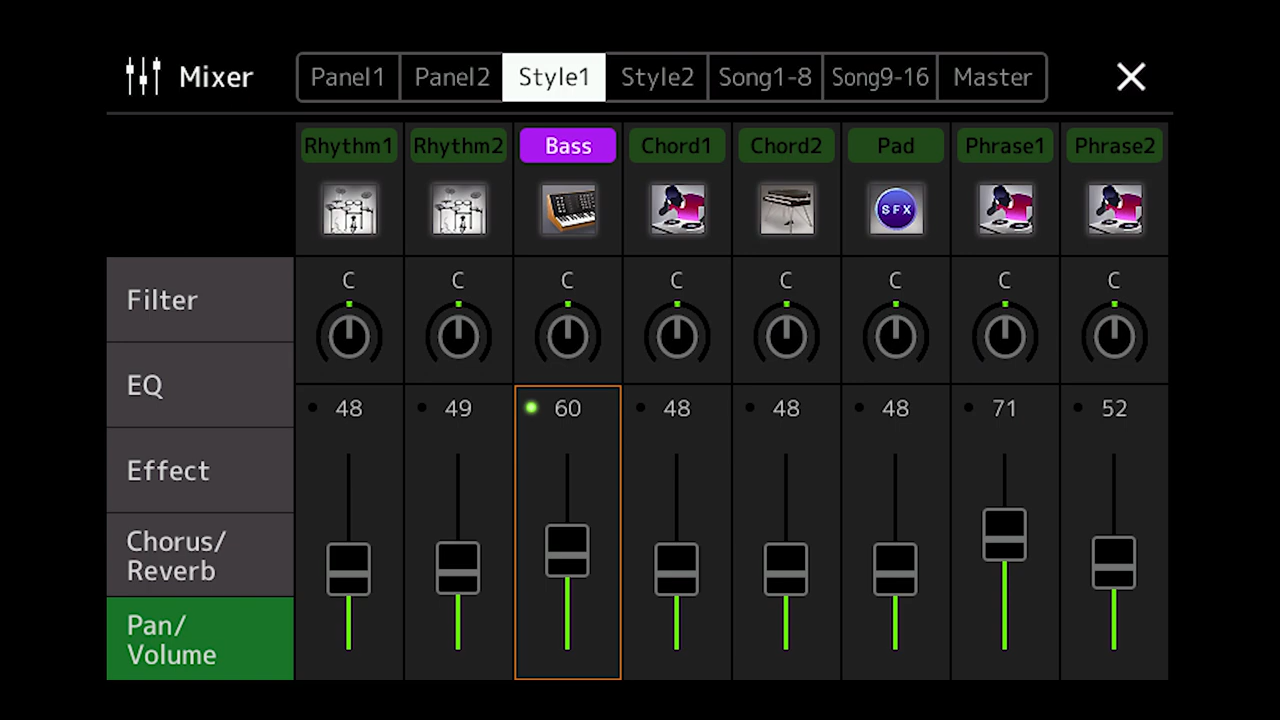 Mixer
Panel1 Panel2 Style1 Style2 Song1-8 Song9-16 Master
Rhythm1 Rhythm2 Bass Chord1 Chord2 Pad Phrase1 Phrase2
SFX
Filter
C C C C C C C C
EQ
48 49 60 48 48 48 71 52
Effect
Chorus/
Reverb
Pan/
Volume